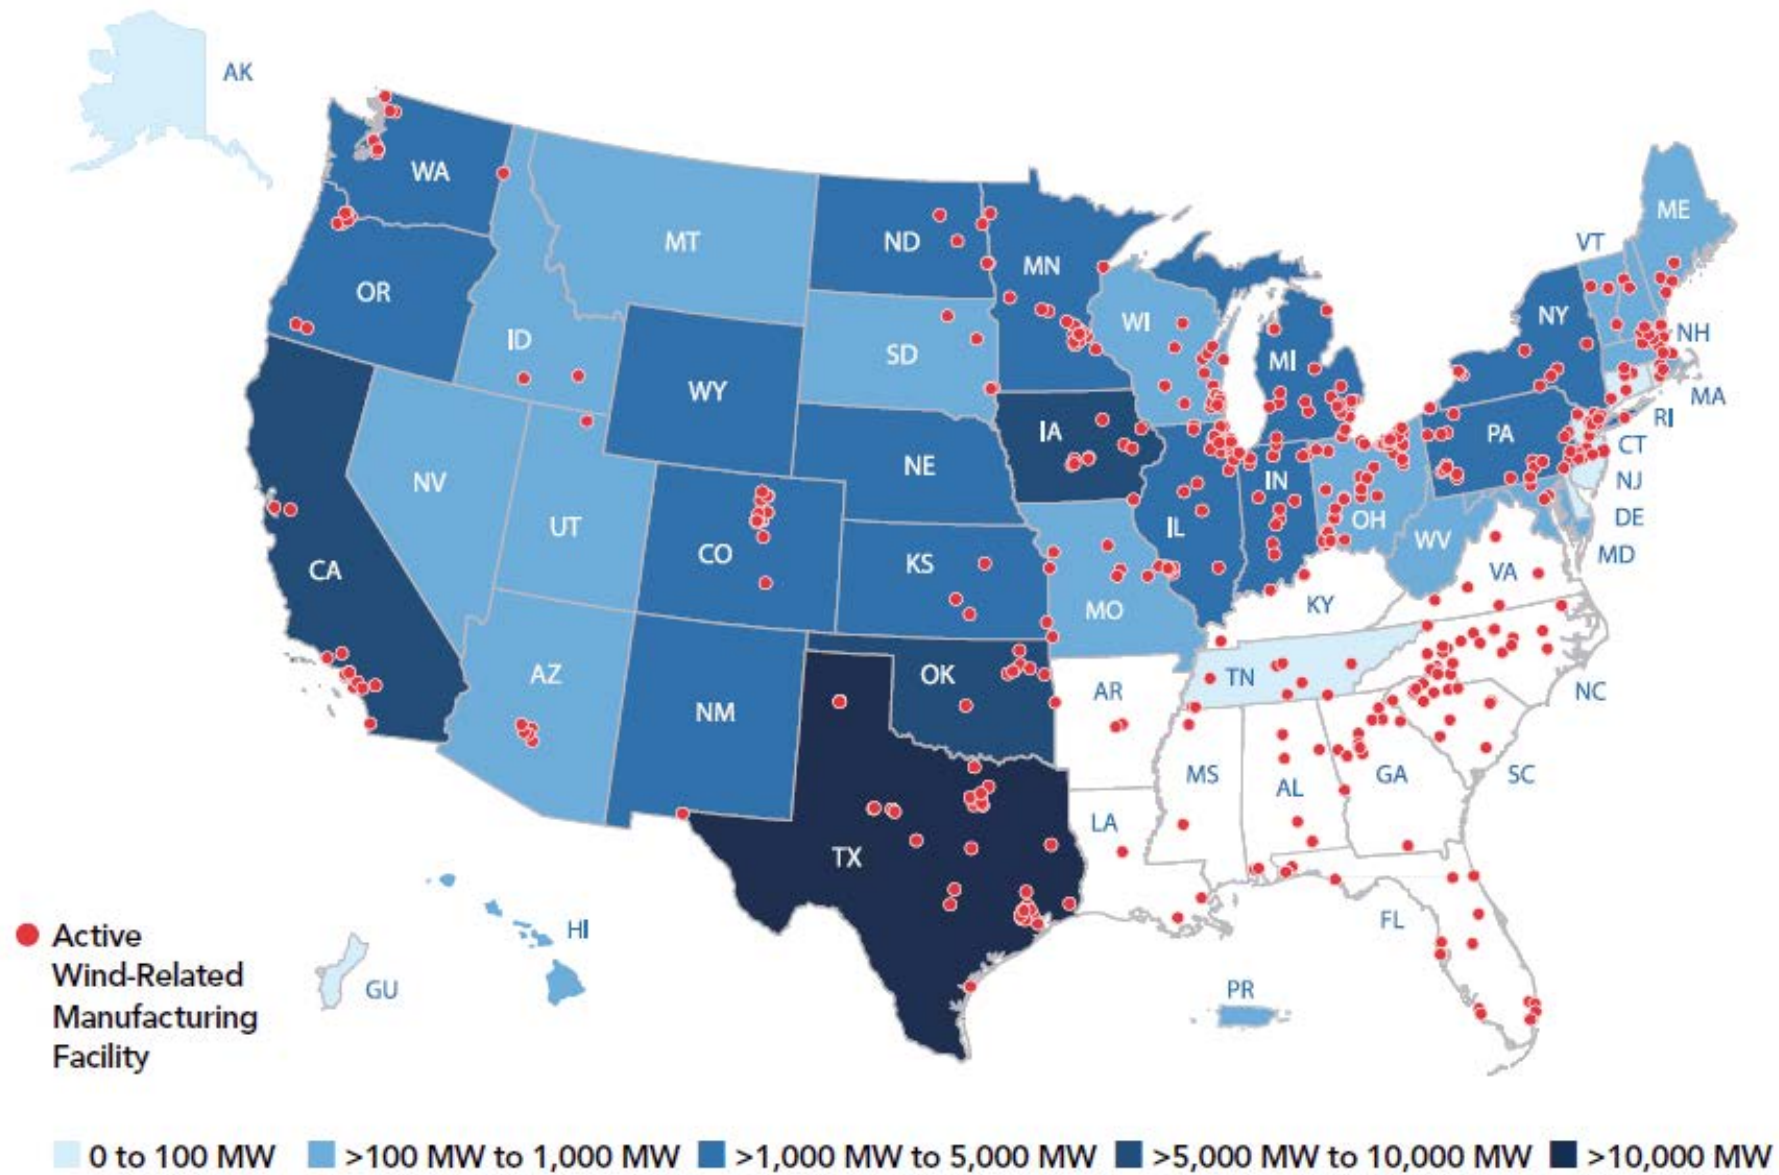 AK
WA
MT
ND
MN
ME
VT
OR
ID
SD
WI
MI
NY
NH
MA
WY
IA
PA
RI
CT
NE
NV
UT
CO
IL
IN
OH
NJ
DE
MD
WV
VA
CA
KS
MO
KY
AZ
NM
OK
AR
TN
NC
MS
AL
GA
SC
LA
TX
FL
HI
GU
PR
Active
Wind-Related
Manufacturing
Facility
0 to 100 MW
>100 MW to 1,000 MW
>1,000 MW to 5,000 MW
>5,000 MW to 10,000 MW
>10,000 MW